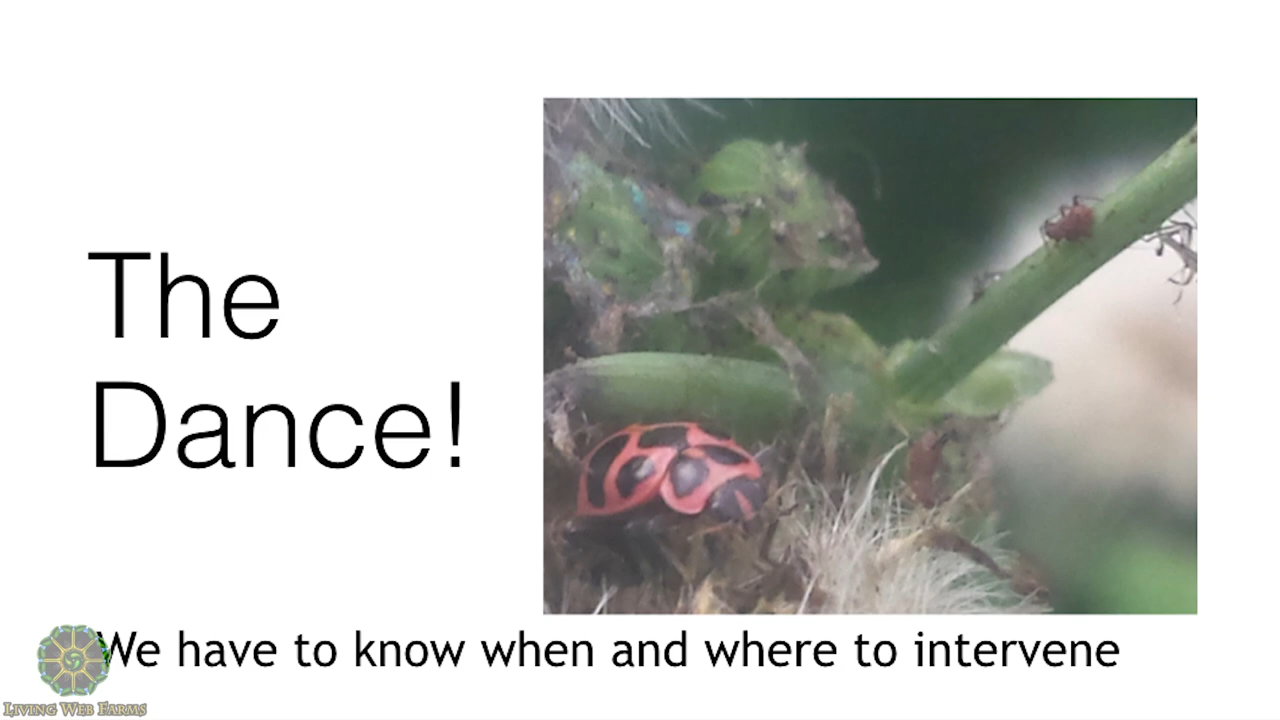 The
Dance!
We have to know when and where to intervene
LIVING WEB FARMS